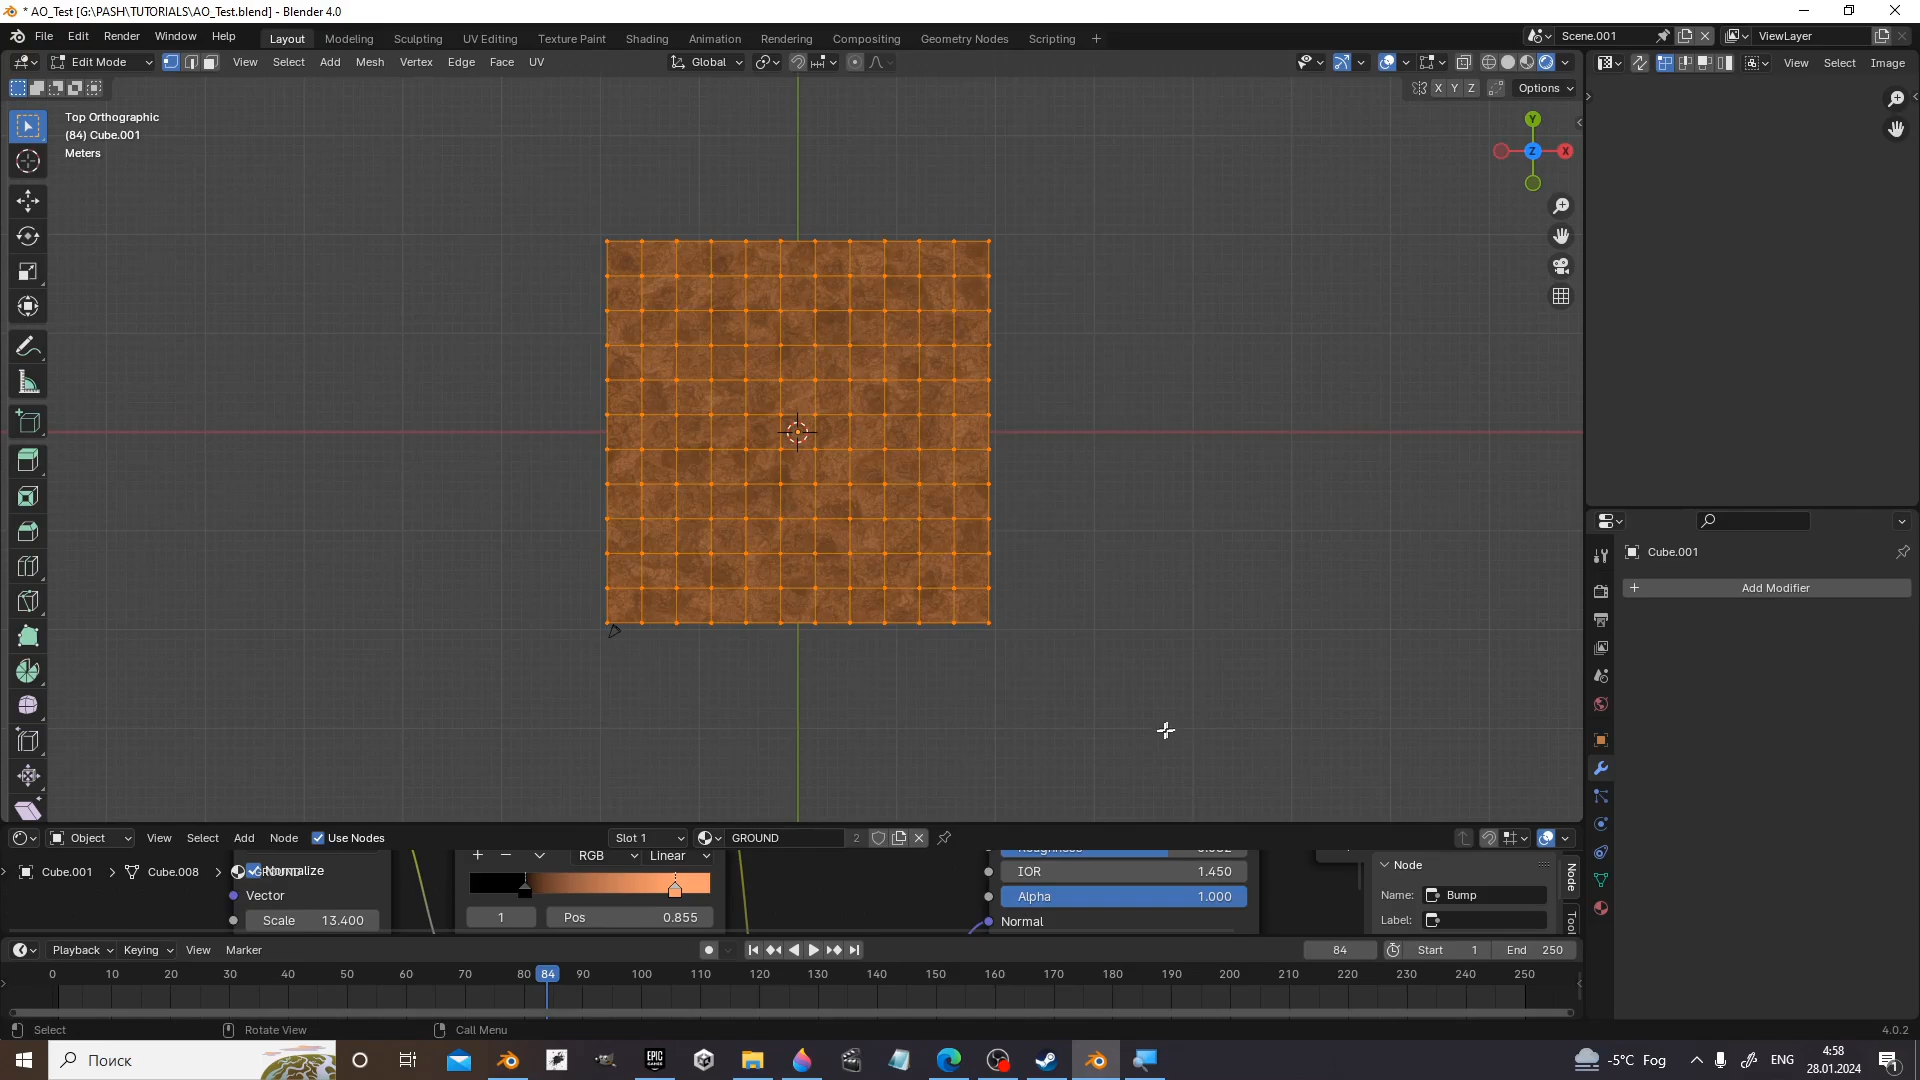 * AO_Test [G:\PASH\TUTORIALS\AO_Test.blend] - Blender 4.0
File Edit Render Window Help Layout Modeling Sculpting UV Editing Texture Paint Shading Animation Rendering Compositing Geometry Nodes Scripting + Scene.001 ViewLayer
Edit Mode View Select Add Mesh Vertex Edge Face UV Global View Select Image
X Y Z Options
Top Orthographic
(84) Cube.001
Meters
Y
Z X
Cube.001
+ Add Modifier
Object View Select Add Node Use Nodes Slot 1 GROUND 2
RGB Linear
Cube.001 > Cube.008 > Normalize IOR 1.450 Node
Vector Alpha 1.000 Name: Bump
Scale 13.400 1 Pos 0.855 Normal Label:
Node
Playback Keying View Marker 84 Start 1 End 250
0 10 20 30 40 50 60 70 80 84 90 100 110 120 130 140 150 160 170 180 190 200 210 220 230 240 250
Select Rotate View Call Menu 4.0.2
Поиск EPIC GAMES -5°C Fog ENG 4:58
28.01.2024
1